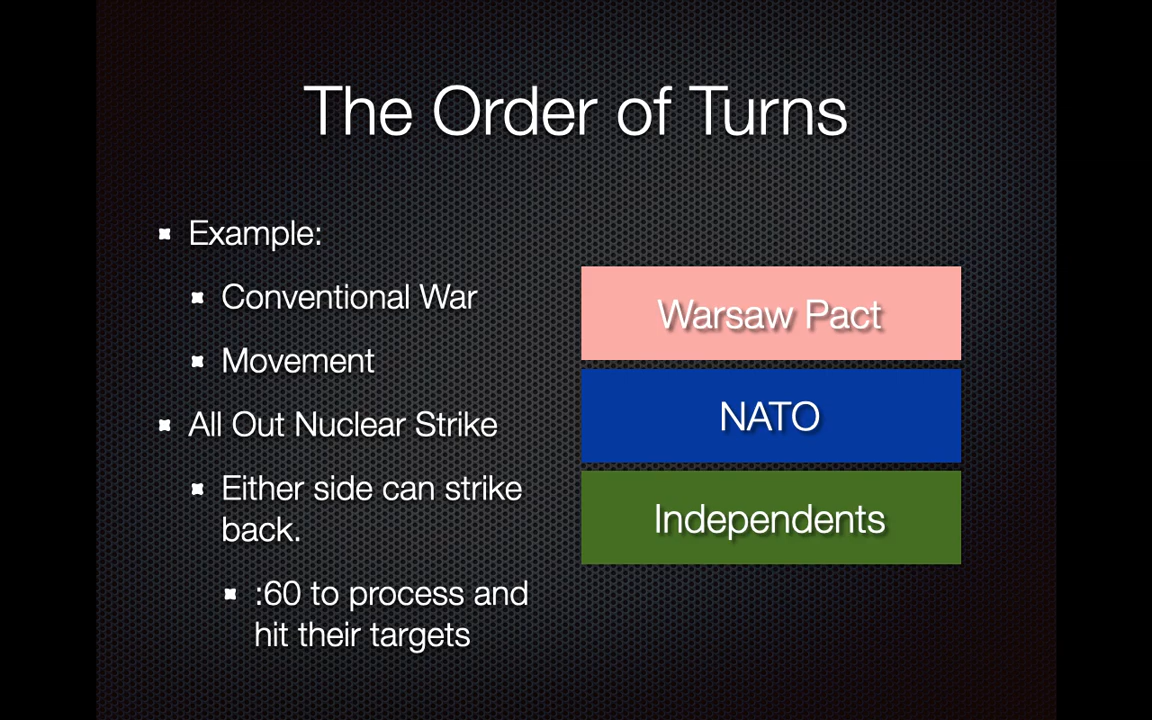 The Order of Turns
Example:
Conventional War
Movement
All Out Nuclear Strike
Either side can strike
back.
:60 to process and
hit their targets
Warsaw Pact
NATO
Independents